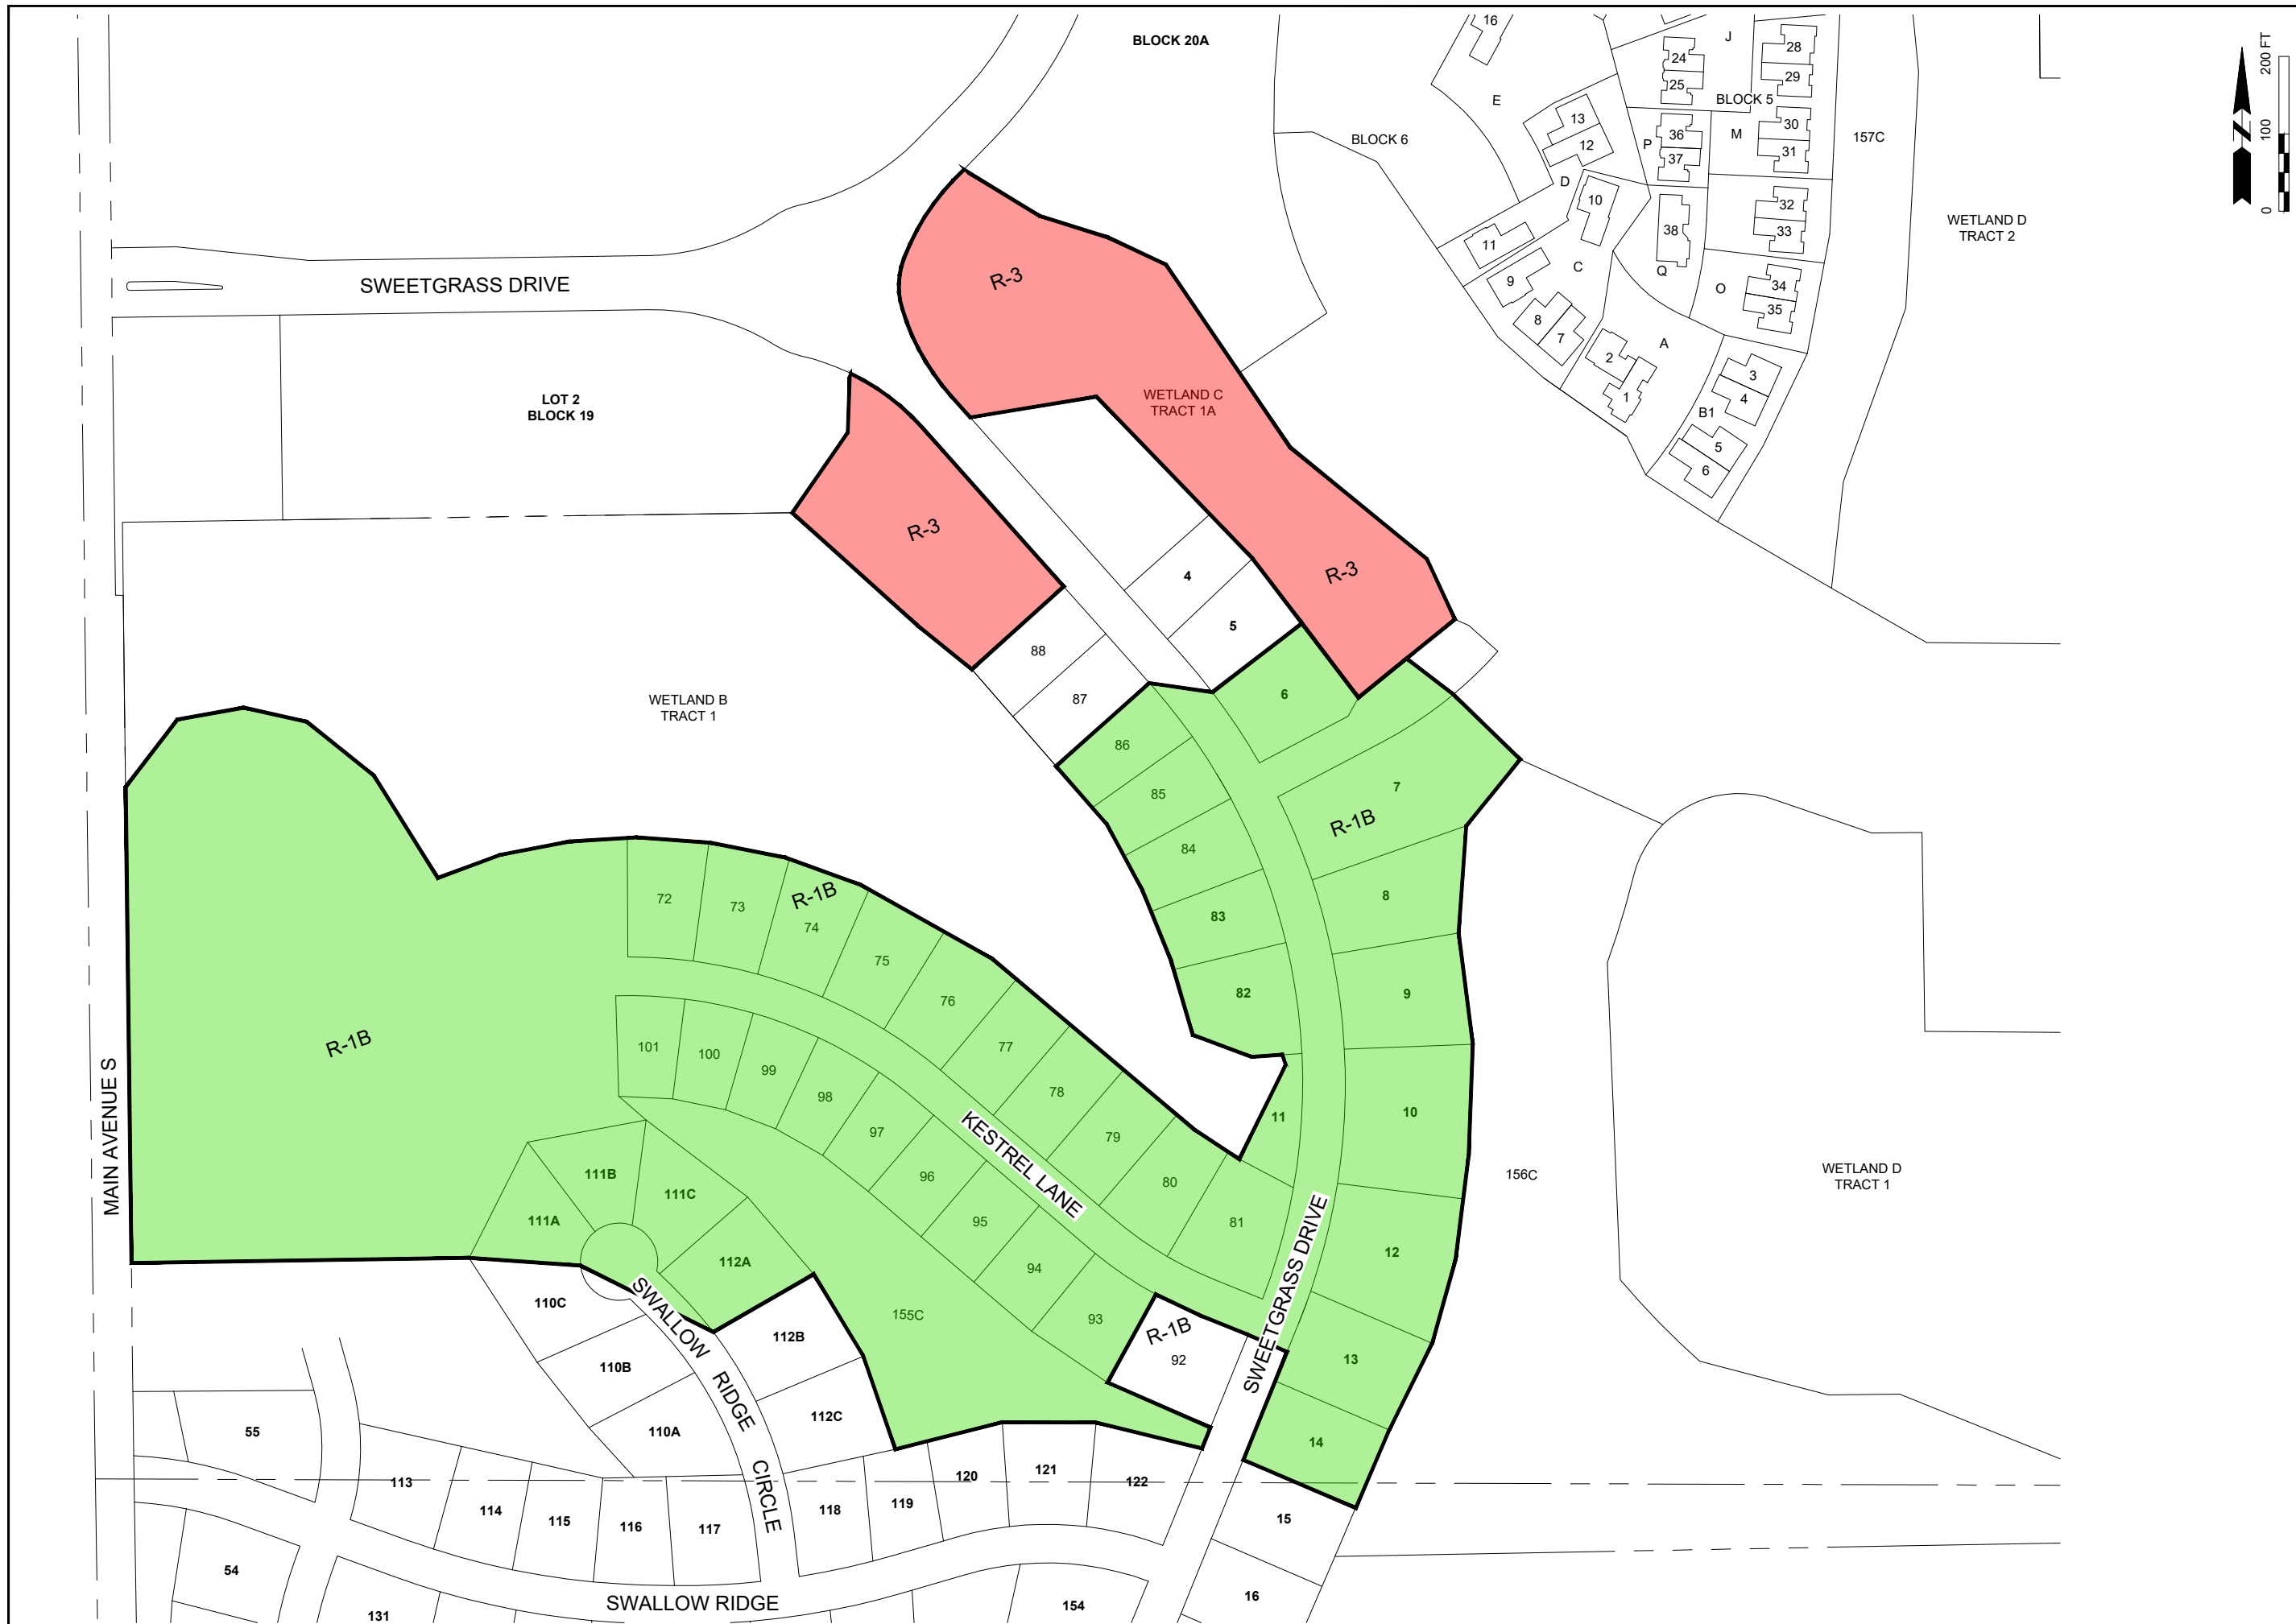 BLOCK 20A
16
J
28
24
29
25
E
BLOCK 5
200 FT
100
0
13
30
36
M
157C
BLOCK 6
12
P
37
31
D
10
32
WETLAND D
TRACT 2
38
33
11
R-3
C
Q
9
34
O
SWEETGRASS DRIVE
35
8
7
A
2
3
WETLAND C
TRACT 1A
1
4
LOT 2
BLOCK 19
B1
5
6
R-3
R-3
4
5
88
6
87
WETLAND B
TRACT 1
86
7
85
R-1B
84
8
R-1B
72
73
74
83
75
82
9
76
R-1B
101
100
77
99
78
98
11
10
97
79
KESTREL LANE
MAIN AVENUE S
111B
96
80
156C
WETLAND D
TRACT 1
111C
111A
95
81
112A
94
12
SWEETGRASS DRIVE
110C
155C
93
R-1B
92
112B
SWALLOW RIDGE CIRCLE
110B
13
112C
55
110A
14
113
120
121
122
114
115
116
117
118
119
15
54
131
SWALLOW RIDGE
154
16